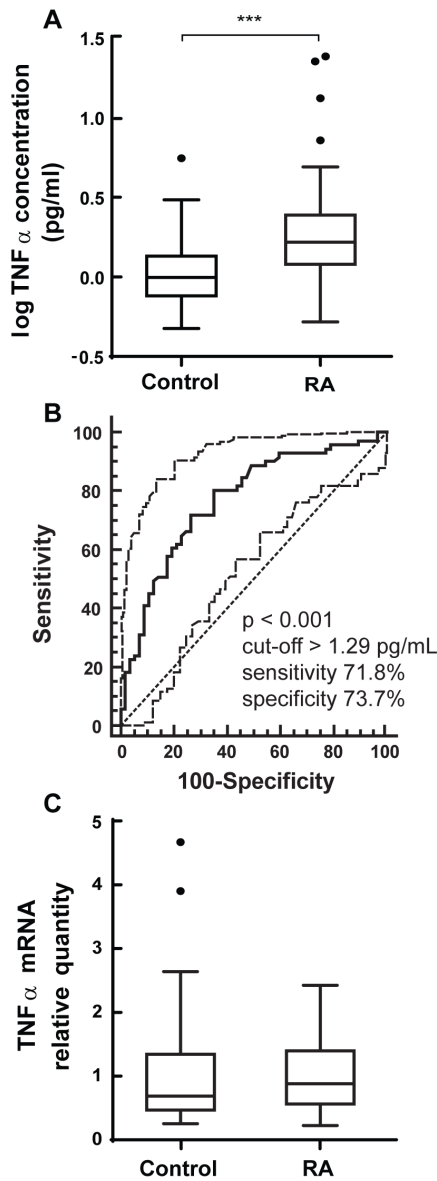 A
***
1.5
1.0
0.5
0.0
-0.5
log TNF α concentration
(pg/ml)
Control
RA
B
100
80
60
40
20
0
Sensitivity
p < 0.001
cut-off > 1.29 pg/mL
sensitivity 71.8%
specificity 73.7%
0 20 40 60 80 100
100-Specificity
C
5
4
3
2
1
0
TNF α mRNA
relative quantity
Control
RA